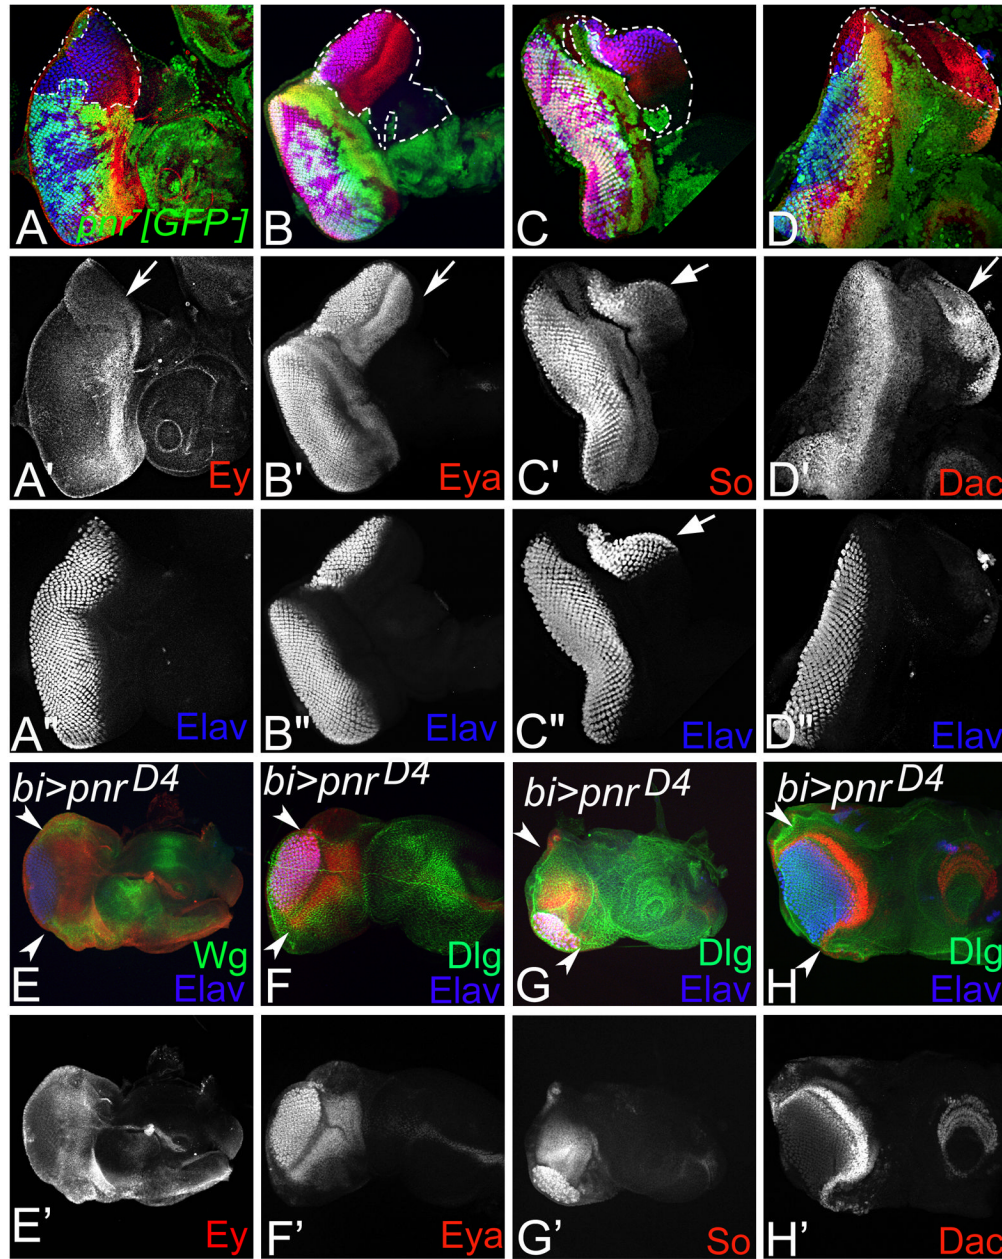 A pnr⁻[GFP⁻]
B
C
D
A' Ey
B' Eya
C' So
D' Dac
A" Elav
B" Elav
C" Elav
D" Elav
bi>pnr^D4
Wg
E Elav
bi>pnr^D4
Dlg
F Elav
bi>pnr^D4
Dlg
G Elav
bi>pnr^D4
Dlg
H Elav
E' Ey
F' Eya
G' So
H' Dac